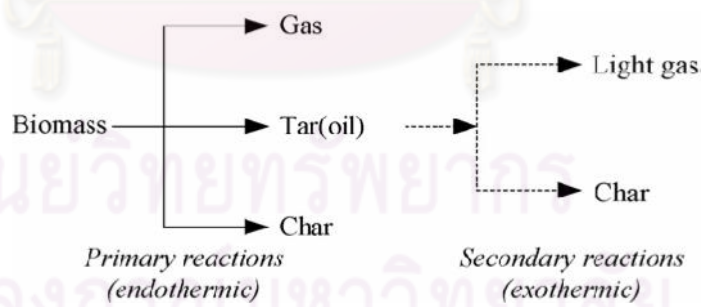 Gas
Light gas
Biomass
Tar(oil)
Char
Char
Primary reactions
(endothermic)
Secondary reactions
(exothermic)